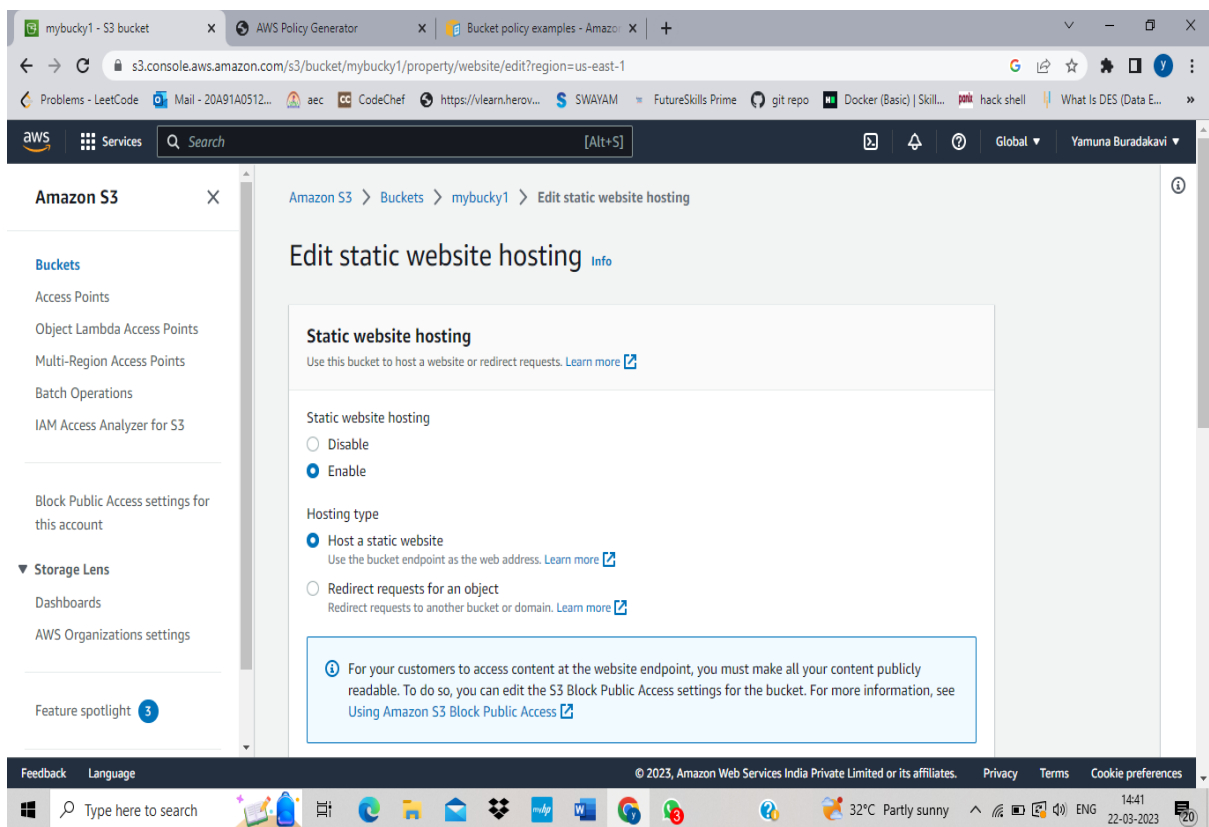 mybucky1 - S3 bucket
AWS Policy Generator
Bucket policy examples - Amazo
s3.console.aws.amazon.com/s3/bucket/mybucky1/property/website/edit?region=us-east-1
G
y
Problems - LeetCode
Mail - 20A91A0512...
aec
CC CodeChef
https://vlearn.herov...
S SWAYAM
FutureSkills Prime
git repo
Docker (Basic) | Skill...
hack shell
What Is DES (Data E...
»
aws
Services
Search
[Alt+S]
Global
Yamuna Buradakavi
Amazon S3
Buckets
Access Points
Object Lambda Access Points
Multi-Region Access Points
Batch Operations
IAM Access Analyzer for S3
Block Public Access settings for
this account
Storage Lens
Dashboards
AWS Organizations settings
Feature spotlight 3
Amazon S3 > Buckets > mybucky1 > Edit static website hosting
Edit static website hosting Info
Static website hosting
Use this bucket to host a website or redirect requests. Learn more
Static website hosting
Disable
Enable
Hosting type
Host a static website
Use the bucket endpoint as the web address. Learn more
Redirect requests for an object
Redirect requests to another bucket or domain. Learn more
For your customers to access content at the website endpoint, you must make all your content publicly
readable. To do so, you can edit the S3 Block Public Access settings for the bucket. For more information, see
Using Amazon S3 Block Public Access
Feedback
Language
© 2023, Amazon Web Services India Private Limited or its affiliates.
Privacy
Terms
Cookie preferences
Type here to search
myhp
W
3
32°C Partly sunny
ENG
14:41
22-03-2023
20